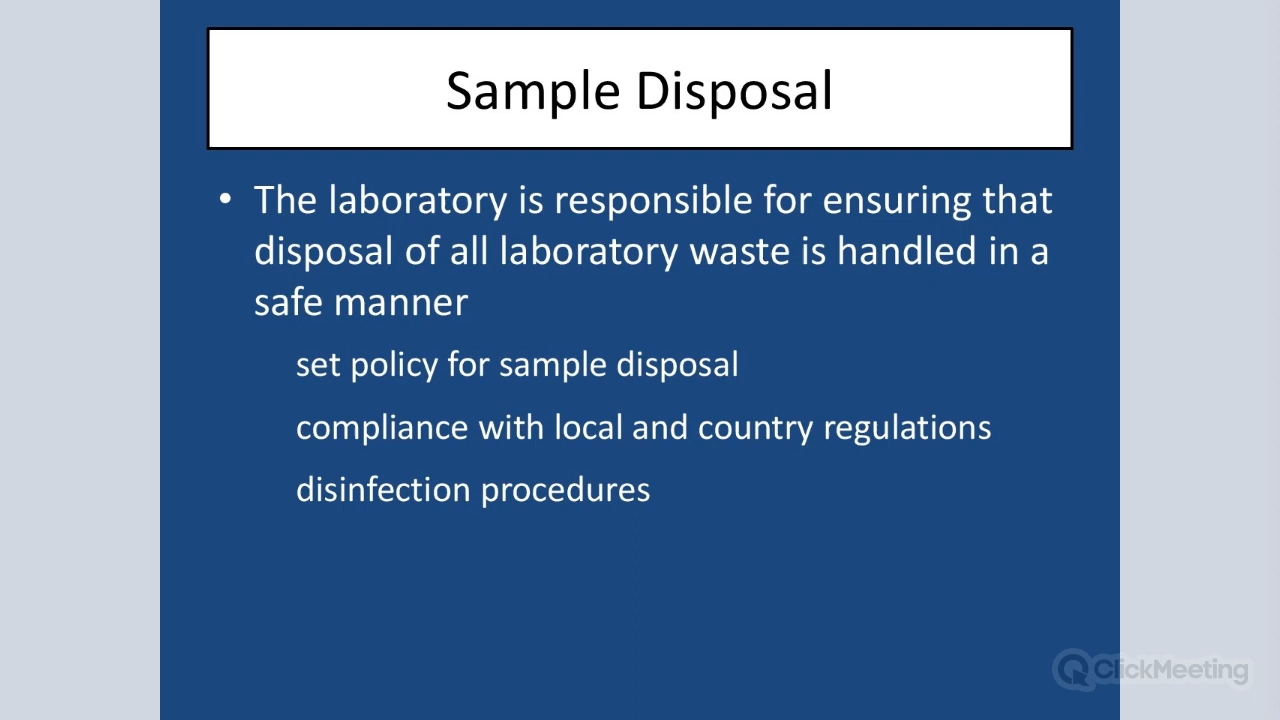 Sample Disposal
• The laboratory is responsible for ensuring that
disposal of all laboratory waste is handled in a
safe manner
set policy for sample disposal
compliance with local and country regulations
disinfection procedures
ClickMeeting